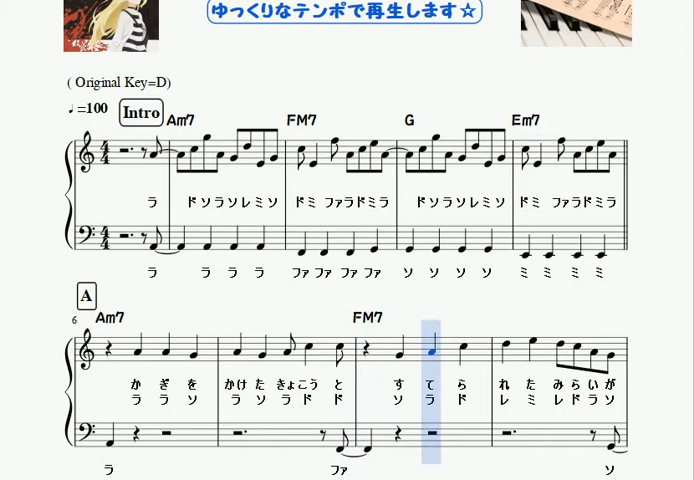 ゆっくりなテンポで再生します☆
( Original Key=D)
♩=100 Intro Am7 FM7 G Em7
ラ ドソラソレミソ ドミ ファラドミラ ドソラソレミソ ドミ ファラドミラ
ラ ラ ラ ラ ファファファファ ソ ソ ソ ソ ミ ミ ミ ミ
A
6 Am7 FM7
か ぎ を かけ た きょこう と す て ら れ た み ら い が
ラ ラ ソ ラ ソ ラ ド ド ソ ラ ド レ ミ レ ド ラ ソ
ラ ファ ソ